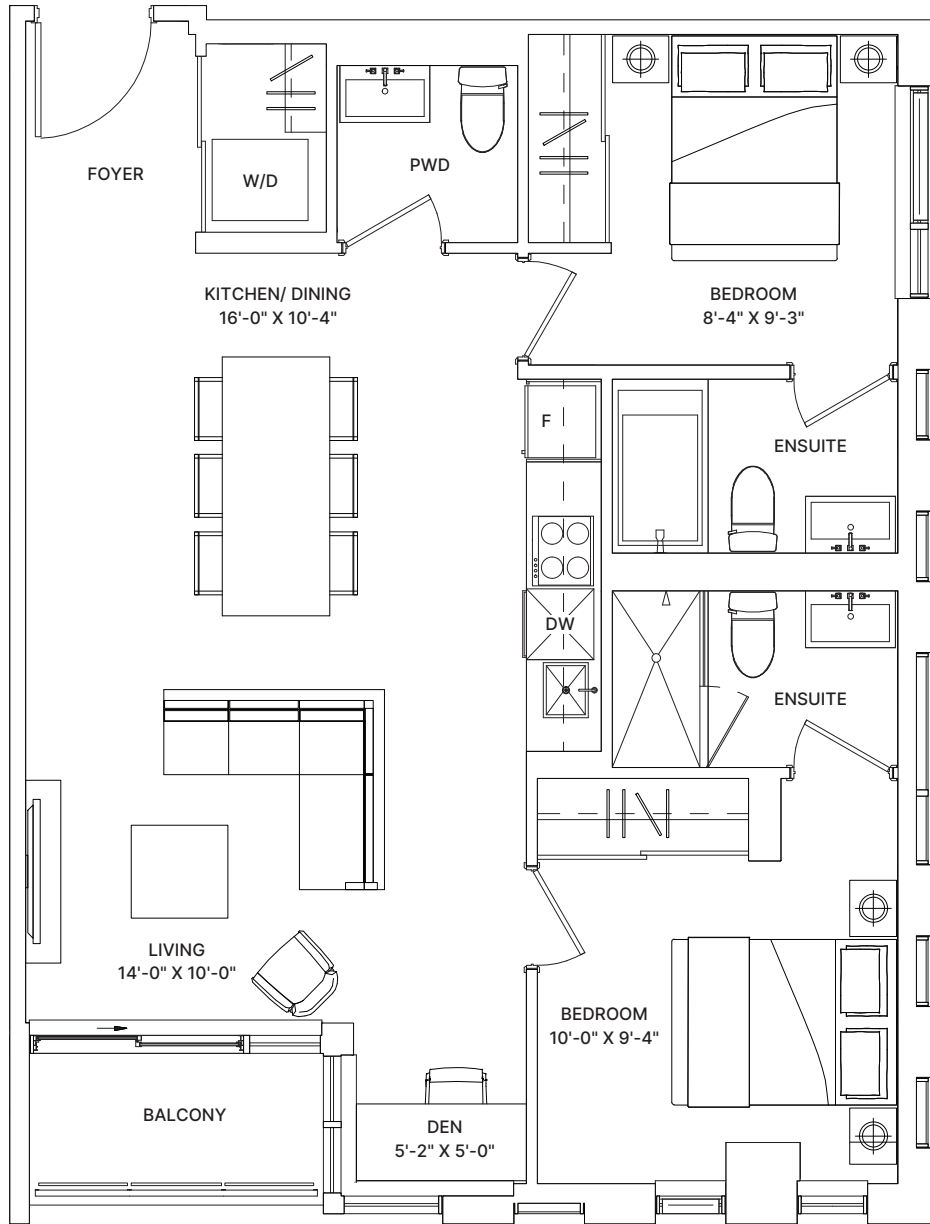 FOYER
W/D
PWD
KITCHEN/ DINING
16'-0" X 10'-4"
BEDROOM
8'-4" X 9'-3"
F
ENSUITE
DW
ENSUITE
LIVING
14'-0" X 10'-0"
BEDROOM
10'-0" X 9'-4"
BALCONY
DEN
5'-2" X 5'-0"